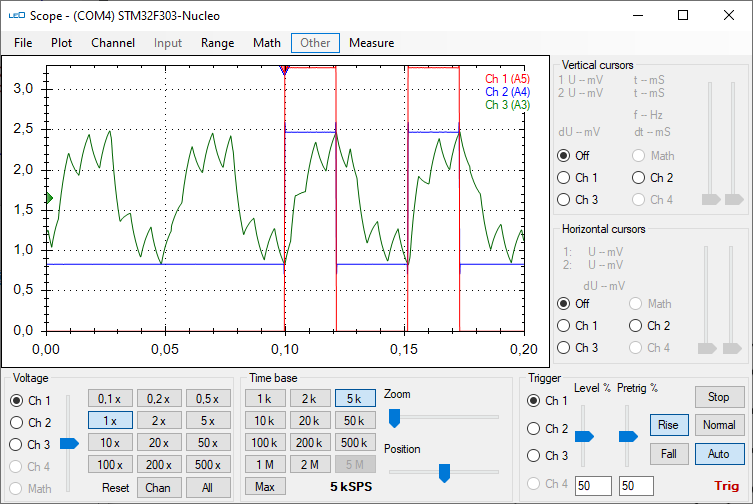 LEO Scope - (COM4) STM32F303-Nucleo
File Plot Channel Input Range Math Other Measure
3,0
2,5
2,0
1,5
1,0
0,5
0,0
0,00 0,05 0,10 0,15 0,20
Ch 1 (A5)
Ch 2 (A4)
Ch 3 (A3)
Vertical cursors
1 U -- mV t -- mS
2 U -- mV t -- mS
f -- Hz
dU -- mV dt -- mS
Off Math
Ch 1 Ch 2
Ch 3 Ch 4
Horizontal cursors
1: U -- mV
2: U -- mV
dU -- mV
Off Math
Ch 1 Ch 2
Ch 3 Ch 4
Voltage
Ch 1 0,1 x 0,2 x 0,5 x
Ch 2 1 x 2 x 5 x
Ch 3 10 x 20 x 50 x
Ch 4 100 x 200 x 500 x
Math Reset Chan All
Time base
1 k 2 k 5 k
10 k 20 k 50 k
100 k 200 k 500 k
1 M 2 M 5 M
Max 5 kSPS
Zoom
Position
Trigger
Ch 1 Level % Pretrig % Stop
Ch 2 Rise Normal
Ch 3 Fall Auto
Ch 4 50 50 Trig